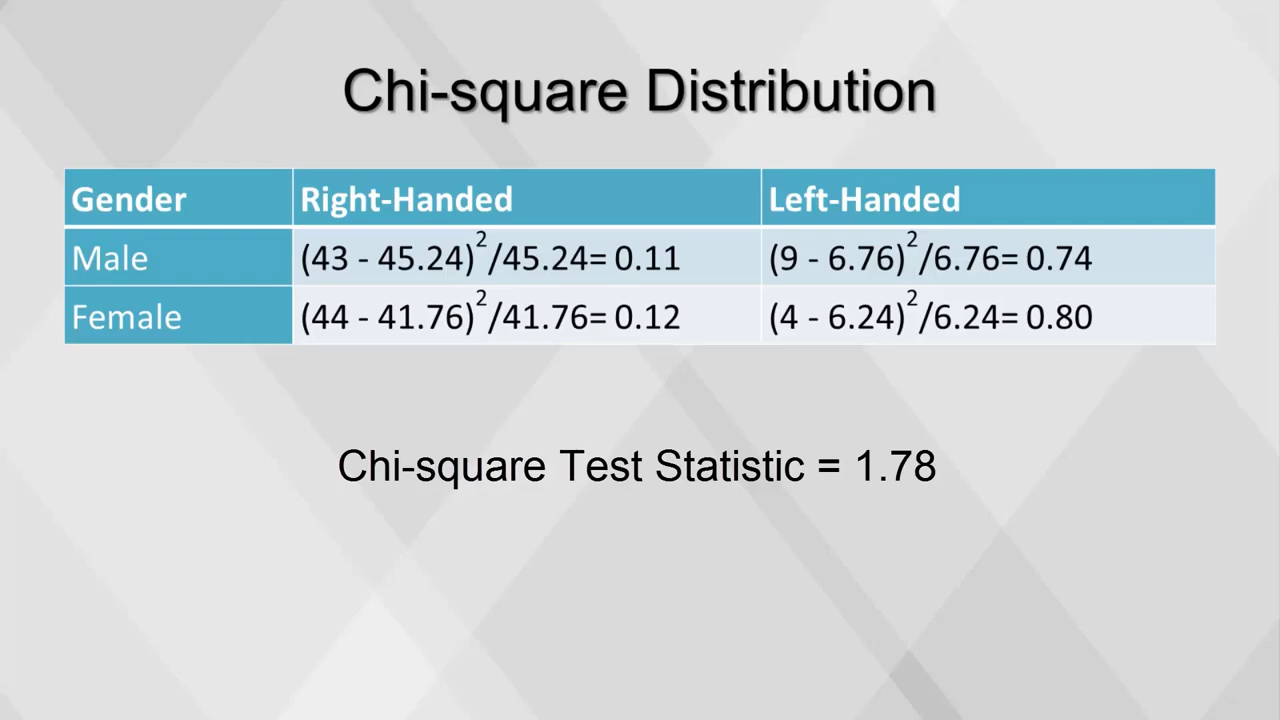 Chi-square Distribution
Gender Right-Handed Left-Handed
Male (43 - 45.24)²/45.24= 0.11 (9 - 6.76)²/6.76= 0.74
Female (44 - 41.76)²/41.76= 0.12 (4 - 6.24)²/6.24= 0.80
Chi-square Test Statistic = 1.78